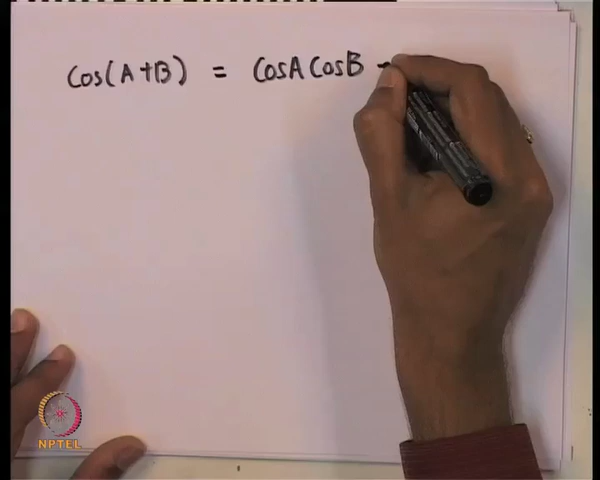 Cos(A+B) = CosA CosB -
NPTEL